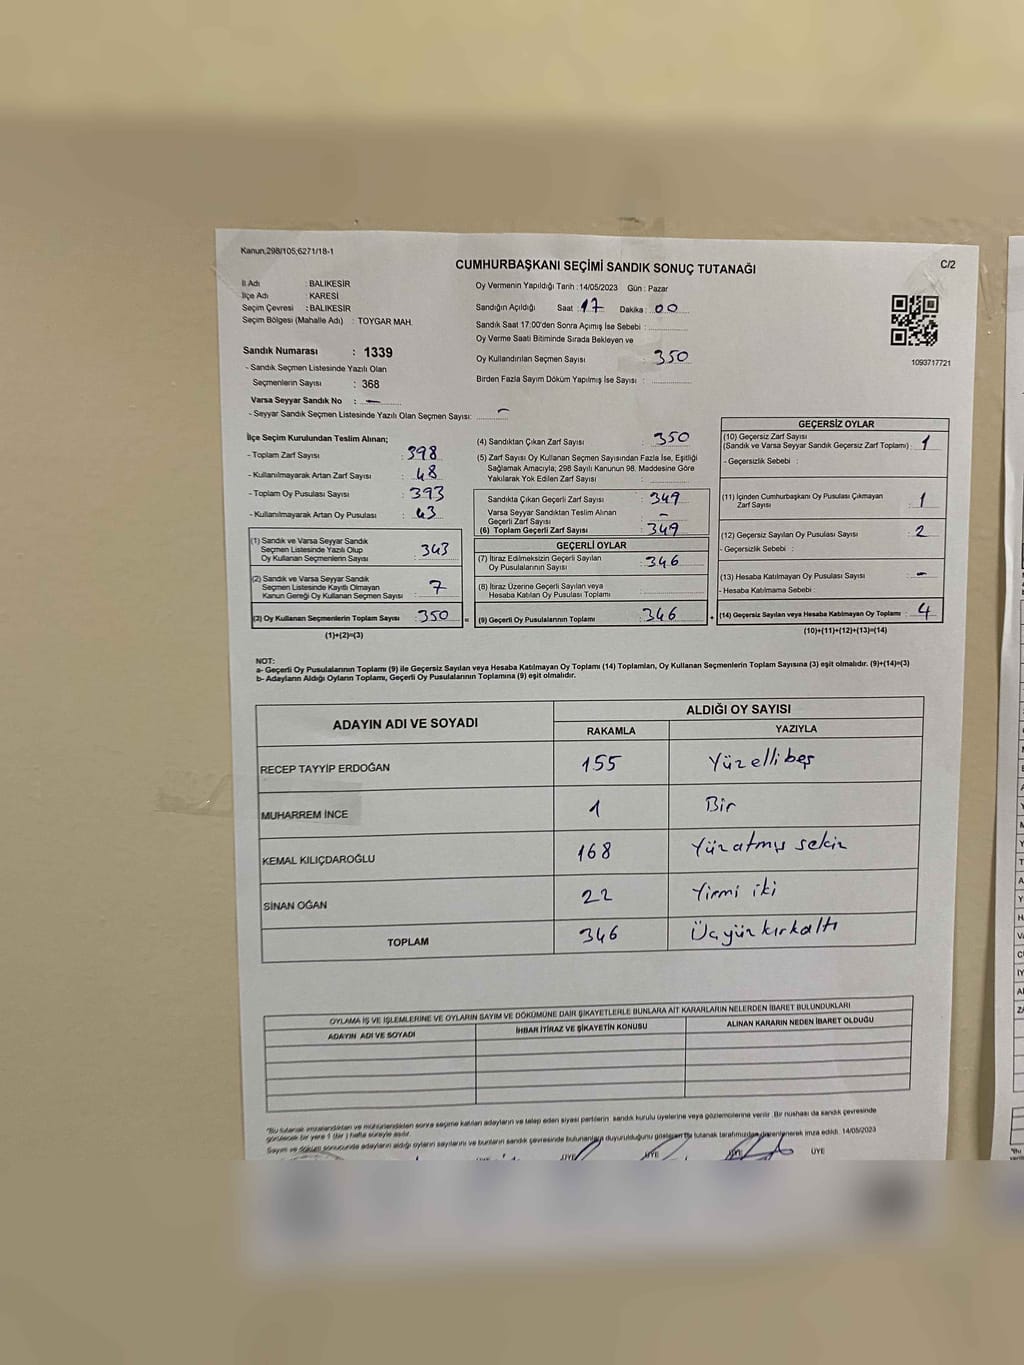 Kanun,298/105;6271/18-1
C/2
CUMHURBAŞKANI SEÇİMİ SANDIK SONUÇ TUTANAĞI
İl Adı : BALIKESİR
İlçe Adı : KARESİ
Seçim Çevresi : BALIKESİR
Seçim Bölgesi (Mahalle Adı) : TOYGAR MAH.
Sandık Numarası : 1339
- Sandık Seçmen Listesinde Yazılı Olan
Seçmenlerin Sayısı : 368
Varsa Seyyar Sandık No : —
- Seyyar Sandık Seçmen Listesinde Yazılı Olan Seçmen Sayısı: —
Oy Vermenin Yapıldığı Tarih : 14/05/2023 Gün : Pazar
Sandığın Açıldığı Saat : 17 Dakika : 00
Sandık Saat 17:00'den Sonra Açımış İse Sebebi :
Oy Verme Saati Bitiminde Sırada Bekleyen ve
Oy Kullandırılan Seçmen Sayısı : 350
Birden Fazla Sayım Döküm Yapılmış İse Sayısı :
1093717721
İlçe Seçim Kurulundan Teslim Alınan;
- Toplam Zarf Sayısı : 398
- Kullanılmayarak Artan Zarf Sayısı : 48
- Toplam Oy Pusulası Sayısı : 393
- Kullanılmayarak Artan Oy Pusulası : 43
(1) Sandık ve Varsa Seyyar Sandık
Seçmen Listesinde Yazılı Olup
Oy Kullanan Seçmenlerin Sayısı : 343
(2) Sandık ve Varsa Seyyar Sandık
Seçmen Listesinde Kayıtlı Olmayan
Kanun Gereği Oy Kullanan Seçmen Sayısı : 7
(3) Oy Kullanan Seçmenlerin Toplam Sayısı : 350
(1)+(2)=(3)
=
(4) Sandıktan Çıkan Zarf Sayısı : 350
(5) Zarf Sayısı Oy Kullanan Seçmen Sayısından Fazla İse, Eşitliği
Sağlamak Amacıyla; 298 Sayılı Kanunun 98. Maddesine Göre
Yakılarak Yok Edilen Zarf Sayısı :
Sandıkta Çıkan Geçerli Zarf Sayısı : 349
Varsa Seyyar Sandıktan Teslim Alınan
Geçerli Zarf Sayısı : —
(6) Toplam Geçerli Zarf Sayısı : 349
GEÇERLİ OYLAR
(7) İtiraz Edilmeksizin Geçerli Sayılan
Oy Pusulalarının Sayısı : 346
(8) İtiraz Üzerine Geçerli Sayılan veya
Hesaba Katılan Oy Pusulası Toplamı :
(9) Geçerli Oy Pusulalarının Toplamı : 346
+
GEÇERSİZ OYLAR
(10) Geçersiz Zarf Sayısı
(Sandık ve Varsa Seyyar Sandık Geçersiz Zarf Toplamı) : 1
- Geçersizlik Sebebi :
(11) İçinden Cumhurbaşkanı Oy Pusulası Çıkmayan
Zarf Sayısı : 1
(12) Geçersiz Sayılan Oy Pusulası Sayısı : 2
- Geçersizlik Sebebi :
(13) Hesaba Katılmayan Oy Pusulası Sayısı : —
- Hesaba Katılmama Sebebi :
(14) Geçersiz Sayılan veya Hesaba Katılmayan Oy Toplamı : 4
(10)+(11)+(12)+(13)=(14)
NOT:
a- Geçerli Oy Pusulalarının Toplamı (9) ile Geçersiz Sayılan veya Hesaba Katılmayan Oy Toplamı (14) Toplamları, Oy Kullanan Seçmenlerin Toplam Sayısına (3) eşit olmalıdır. (9)+(14)=(3)
b- Adayların Aldığı Oyların Toplamı, Geçerli Oy Pusulalarının Toplamına (9) eşit olmalıdır.
ADAYIN ADI VE SOYADI
ALDIĞI OY SAYISI
RAKAMLA YAZIYLA
RECEP TAYYİP ERDOĞAN 155 Yüzellibeş
MUHARREM İNCE 1 Bir
KEMAL KILIÇDAROĞLU 168 Yüzatmış sekiz
SİNAN OĞAN 22 Yirmi iki
TOPLAM 346 Üçyüzkırkaltı
OYLAMA İŞ VE İŞLEMLERİNE VE OYLARIN SAYIM VE DÖKÜMÜNE DAİR ŞİKAYETLERLE BUNLARA AİT KARARLARIN NELERDEN İBARET BULUNDUKLARI
ADAYIN ADI VE SOYADI İHBAR İTİRAZ VE ŞİKAYETİN KONUSU ALINAN KARARIN NEDEN İBARET OLDUĞU
*Bu tutanak imzalandıktan ve mühürlendikten sonra seçime katılan adayların ve talep eden siyasi partilerin sandık kurulu üyelerine veya gözlemcilerine verilir. Bir nüshası da sandık çevresinde
görülecek bir yere 1 (bir) hafta süreyle asılır.
Sayım ve döküm sonucunda adayların aldığı oyların sayılarını ve bunların sandık çevresinde bulunanlara duyurulduğunu gösteren bu tutanak tarafımızdan düzenlenerek imza edildi. 14/05/2023
ÜYE ÜYE ÜYE